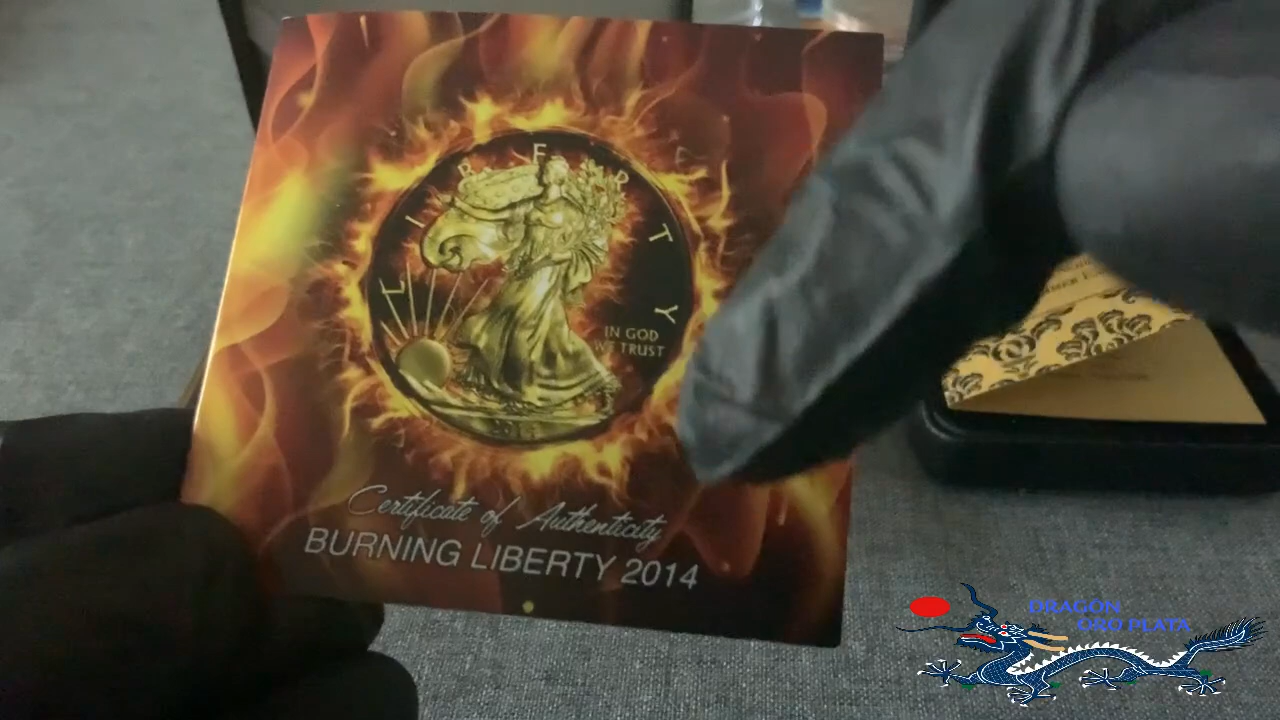 LIBERTY
IN GOD
WE TRUST
Certificate of Authenticity
BURNING LIBERTY 2014
DRAGÓN
ORO PLATA